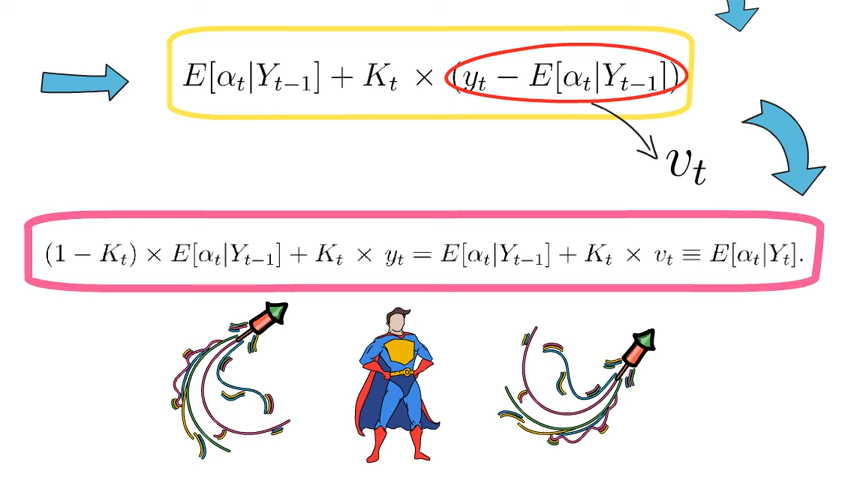 E[α_t|Y_{t−1}] + K_t × (y_t − E[α_t|Y_{t−1}])
v_t
(1 − K_t) × E[α_t|Y_{t−1}] + K_t × y_t = E[α_t|Y_{t−1}] + K_t × v_t ≡ E[α_t|Y_t].